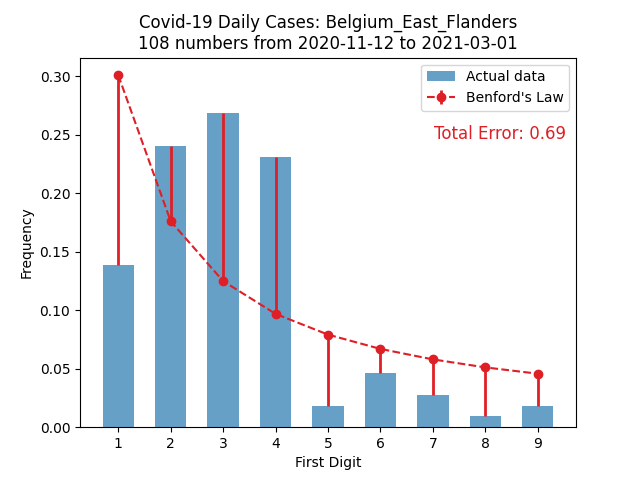 Covid-19 Daily Cases: Belgium_East_Flanders
108 numbers from 2020-11-12 to 2021-03-01
Actual data
Benford's Law
Total Error: 0.69
0.30
0.25
0.20
0.15
0.10
0.05
0.00
Frequency
1 2 3 4 5 6 7 8 9
First Digit